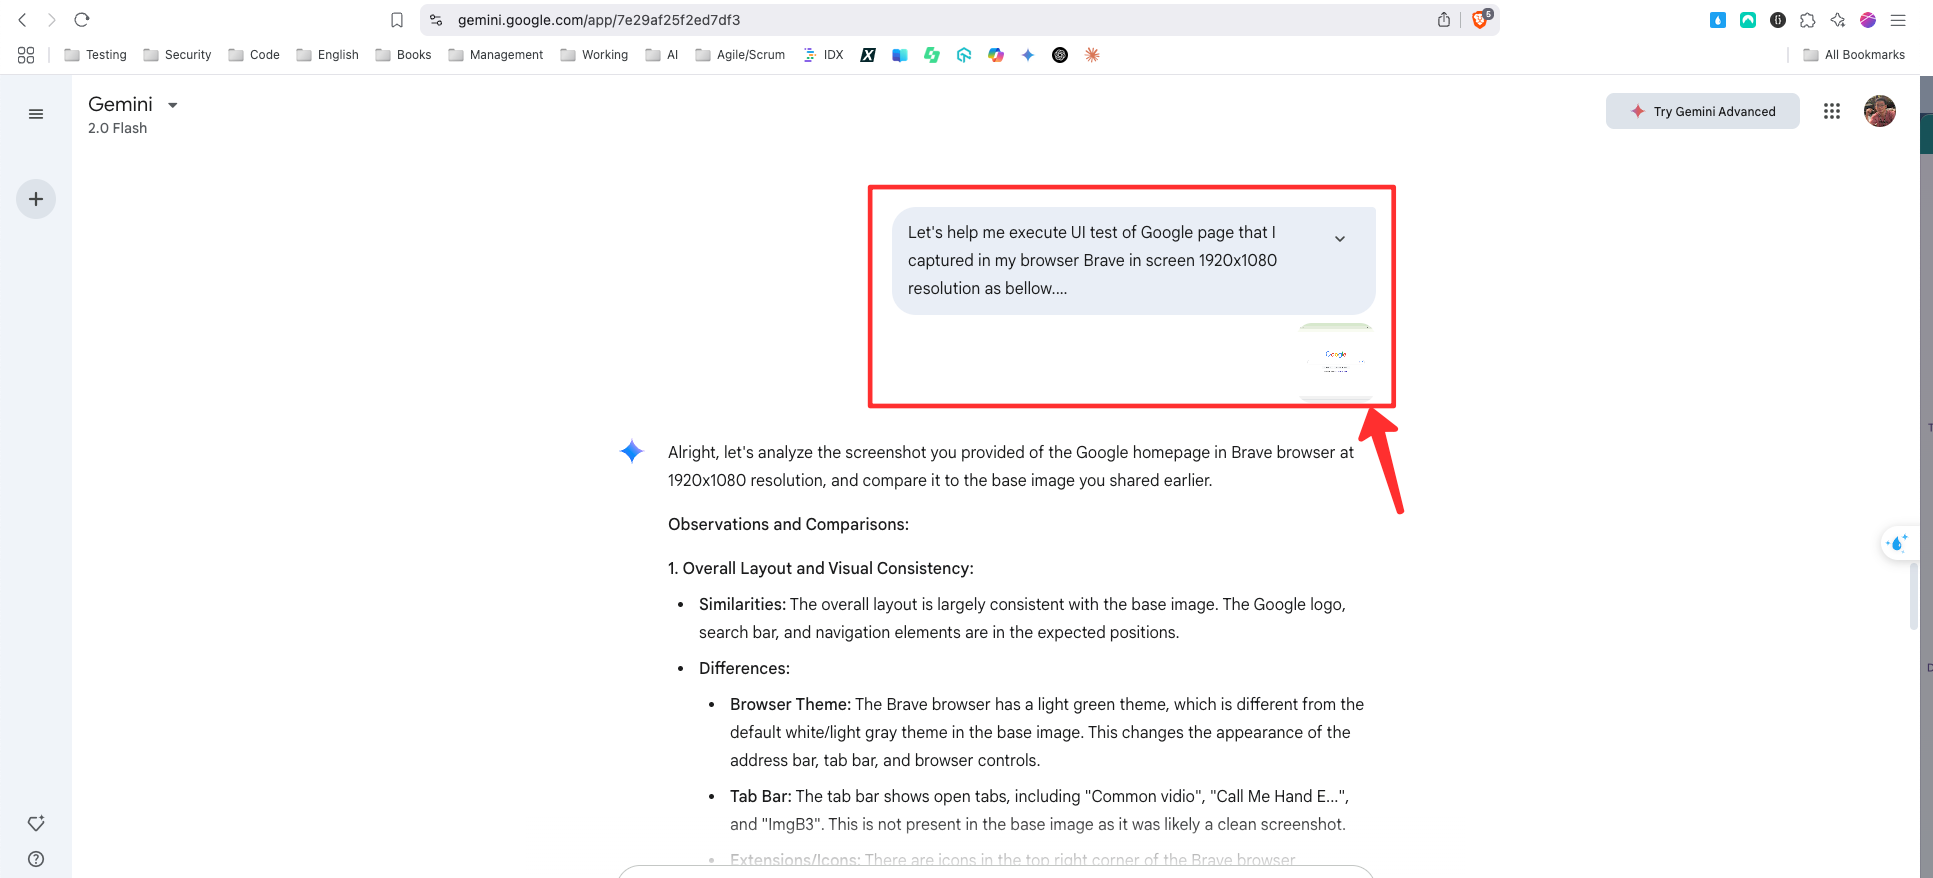 gemini.google.com/app/7e29af25f2ed7df3
5
Testing
Security
Code
English
Books
Management
Working
AI
Agile/Scrum
IDX
All Bookmarks
Gemini
2.0 Flash
Try Gemini Advanced
Let's help me execute UI test of Google page that I
captured in my browser Brave in screen 1920x1080
resolution as bellow....
Google
Alright, let's analyze the screenshot you provided of the Google homepage in Brave browser at
1920x1080 resolution, and compare it to the base image you shared earlier.
Observations and Comparisons:
1. Overall Layout and Visual Consistency:
• Similarities: The overall layout is largely consistent with the base image. The Google logo,
search bar, and navigation elements are in the expected positions.
• Differences:
• Browser Theme: The Brave browser has a light green theme, which is different from the
default white/light gray theme in the base image. This changes the appearance of the
address bar, tab bar, and browser controls.
• Tab Bar: The tab bar shows open tabs, including "Common vidio", "Call Me Hand E...",
and "ImgB3". This is not present in the base image as it was likely a clean screenshot.
• Extensions/Icons: There are icons in the top right corner of the Brave browser